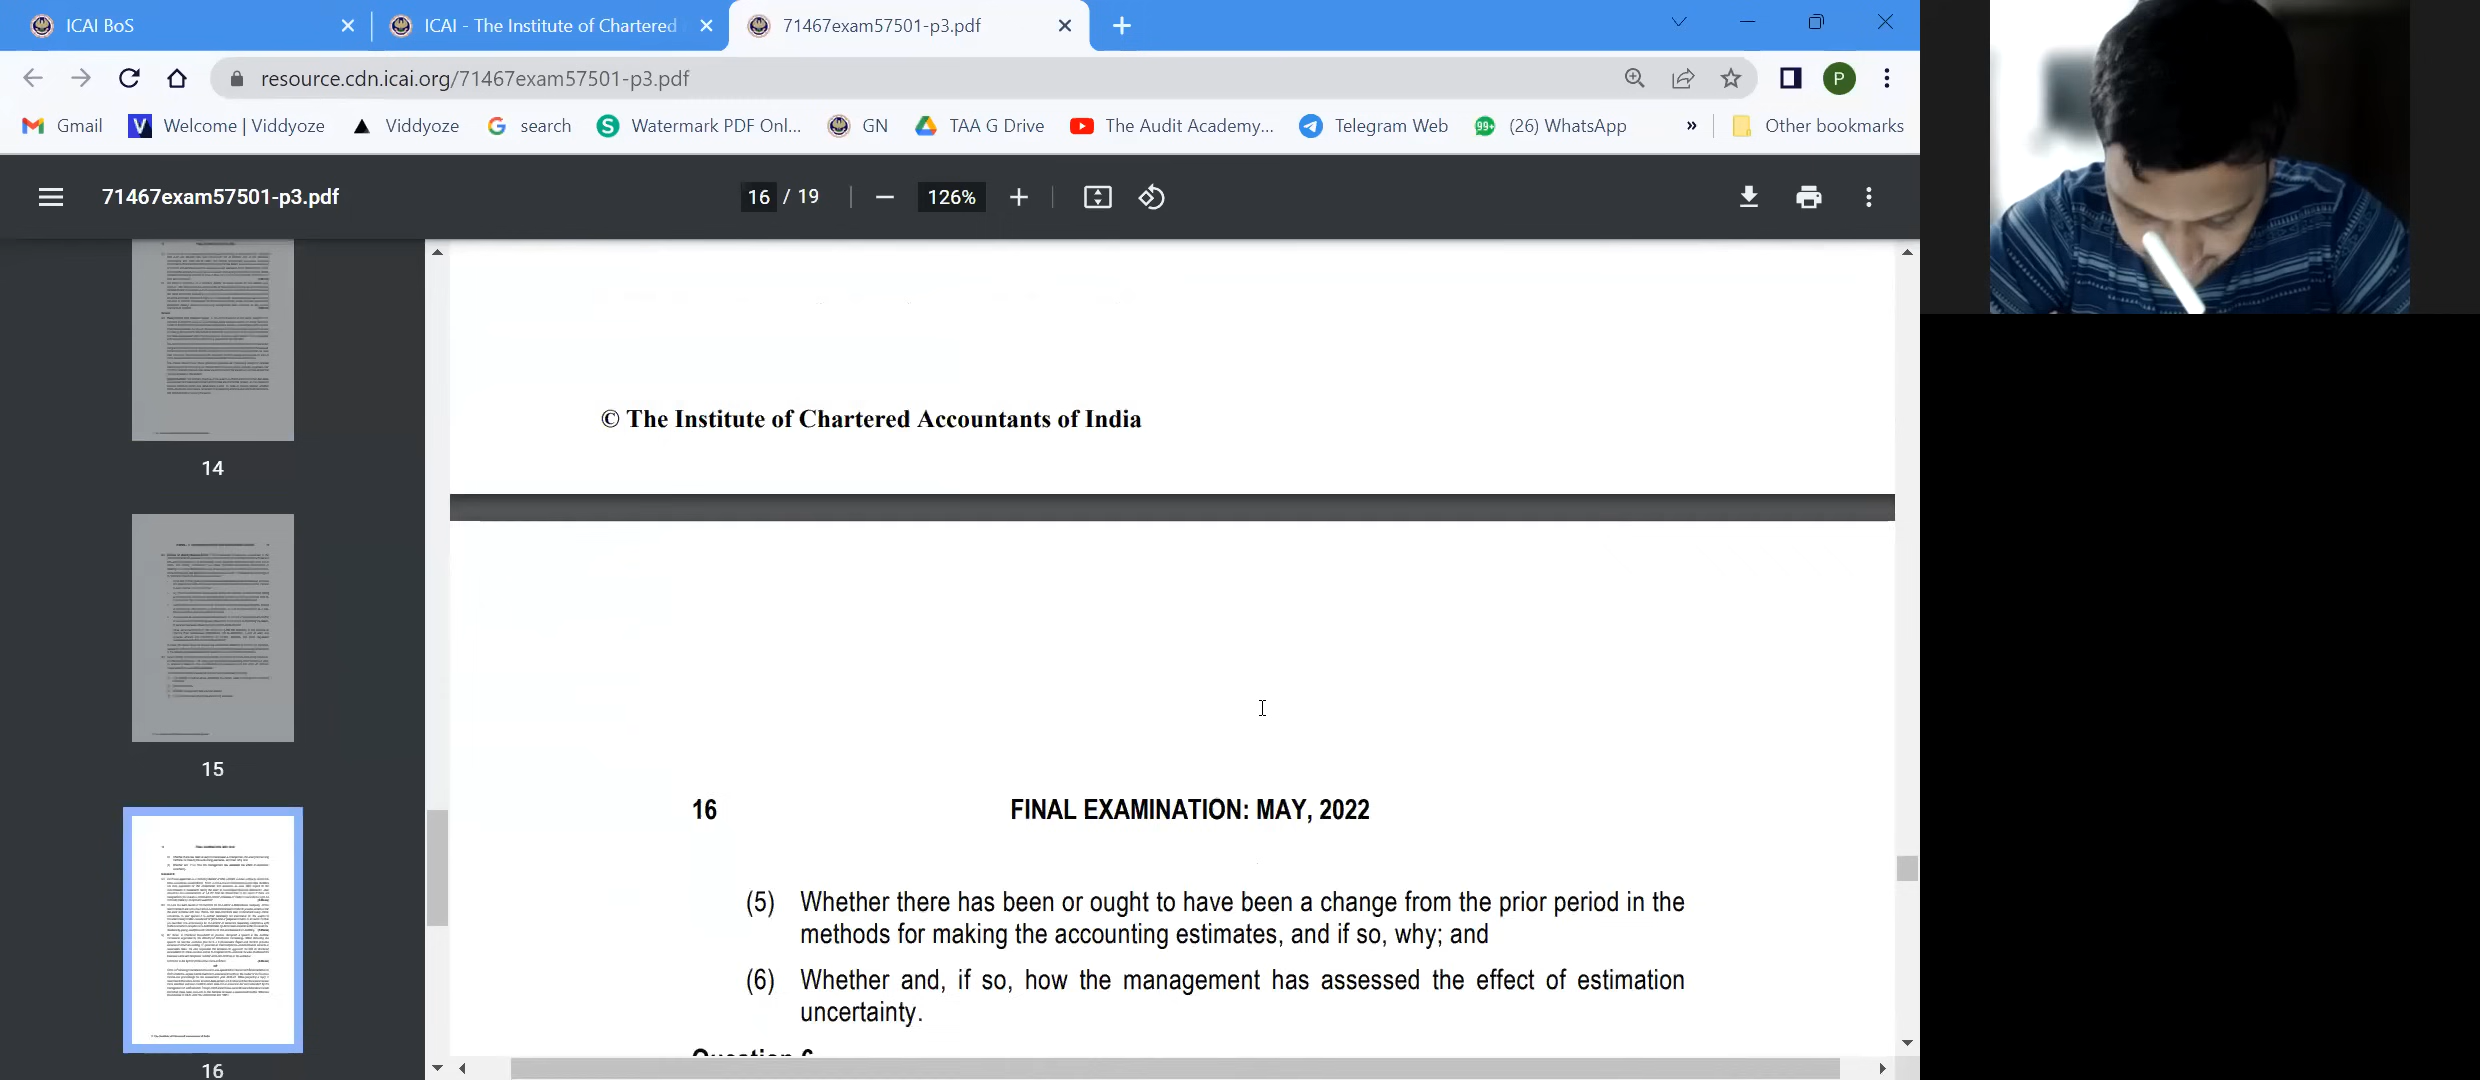 ICAI BoS
ICAI - The Institute of Chartered
71467exam57501-p3.pdf
resource.cdn.icai.org/71467exam57501-p3.pdf
P
Gmail
Welcome | Viddyoze
Viddyoze
search
Watermark PDF Onl...
GN
TAA G Drive
The Audit Academy...
Telegram Web
99+
(26) WhatsApp
»
Other bookmarks
71467exam57501-p3.pdf
16 / 19
126%
14
15
16
© The Institute of Chartered Accountants of India
16 FINAL EXAMINATION: MAY, 2022
(5) Whether there has been or ought to have been a change from the prior period in the
methods for making the accounting estimates, and if so, why; and
(6) Whether and, if so, how the management has assessed the effect of estimation
uncertainty.
Question 6